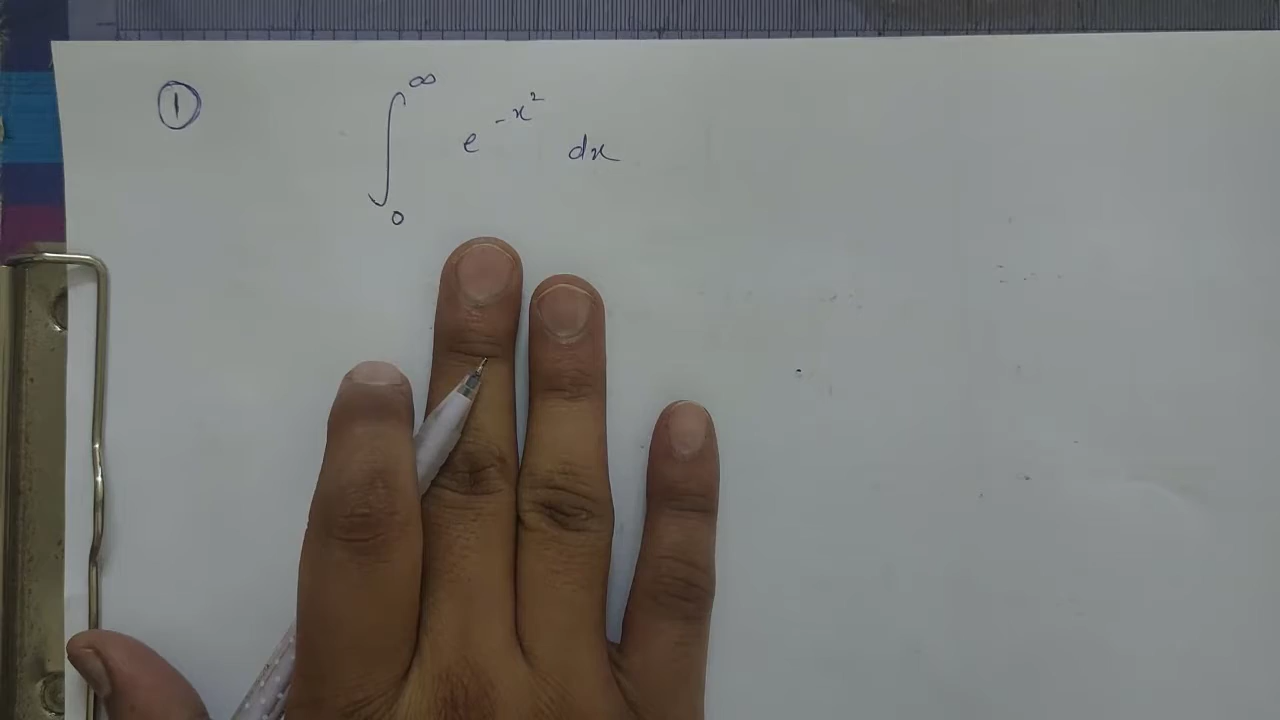 ① ∫₀^∞ e^{-x²} dx